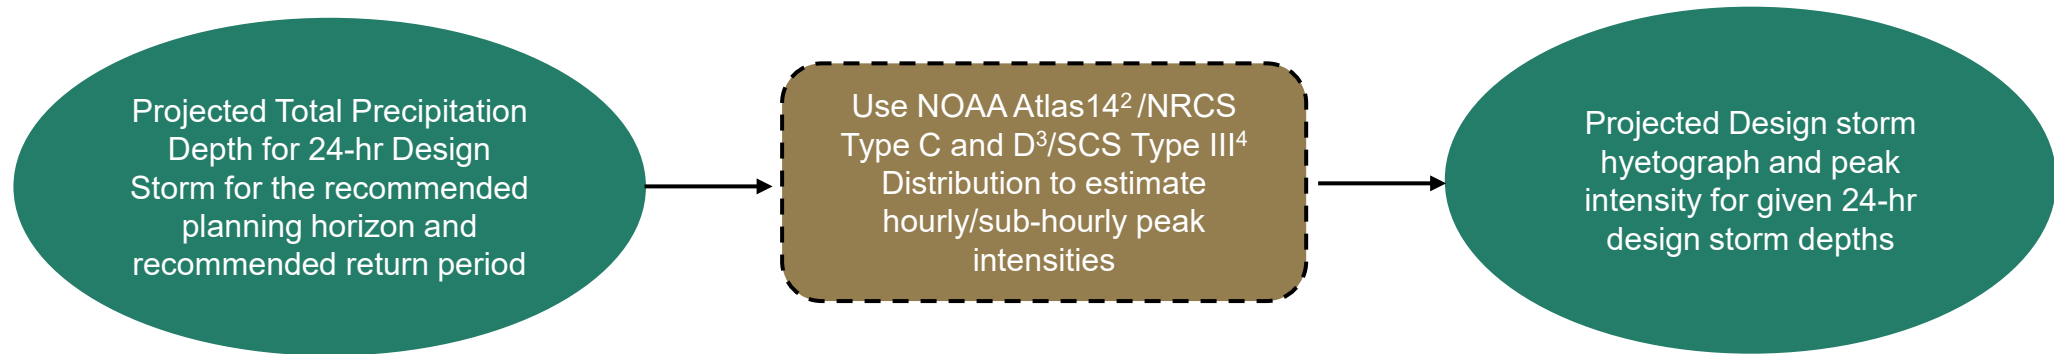 Projected Total Precipitation
Depth for 24-hr Design
Storm for the recommended
planning horizon and
recommended return period
Use NOAA Atlas14² /NRCS
Type C and D³/SCS Type III⁴
Distribution to estimate
hourly/sub-hourly peak
intensities
Projected Design storm
hyetograph and peak
intensity for given 24-hr
design storm depths